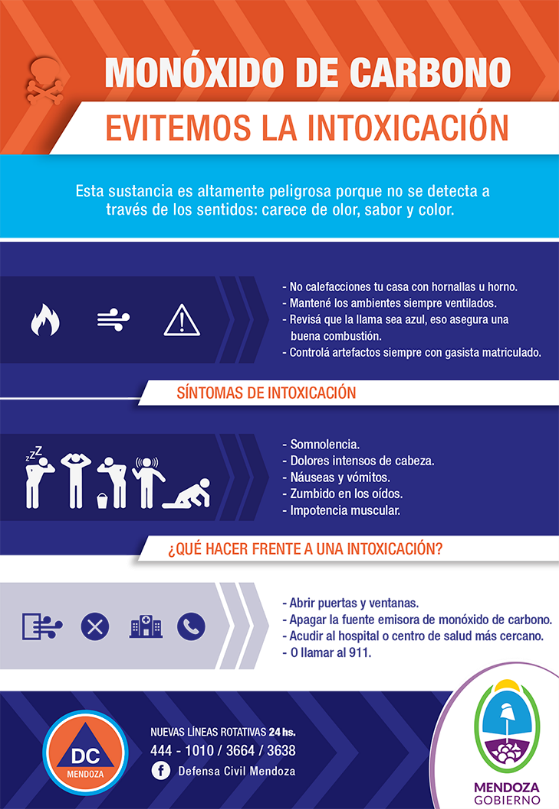 MONÓXIDO DE CARBONO
EVITEMOS LA INTOXICACIÓN
Esta sustancia es altamente peligrosa porque no se detecta a
través de los sentidos: carece de olor, sabor y color.
- No calefacciones tu casa con hornallas u horno.
- Mantené los ambientes siempre ventilados.
- Revisá que la llama sea azul, eso asegura una
buena combustión.
- Controlá artefactos siempre con gasista matriculado.
SÍNTOMAS DE INTOXICACIÓN
zZZ
- Somnolencia.
- Dolores intensos de cabeza.
- Náuseas y vómitos.
- Zumbido en los oídos.
- Impotencia muscular.
¿QUÉ HACER FRENTE A UNA INTOXICACIÓN?
- Abrir puertas y ventanas.
- Apagar la fuente emisora de monóxido de carbono.
- Acudir al hospital o centro de salud más cercano.
- O llamar al 911.
DC
MENDOZA
NUEVAS LÍNEAS ROTATIVAS 24 hs.
444 - 1010 / 3664 / 3638
f Defensa Civil Mendoza
MENDOZA
GOBIERNO